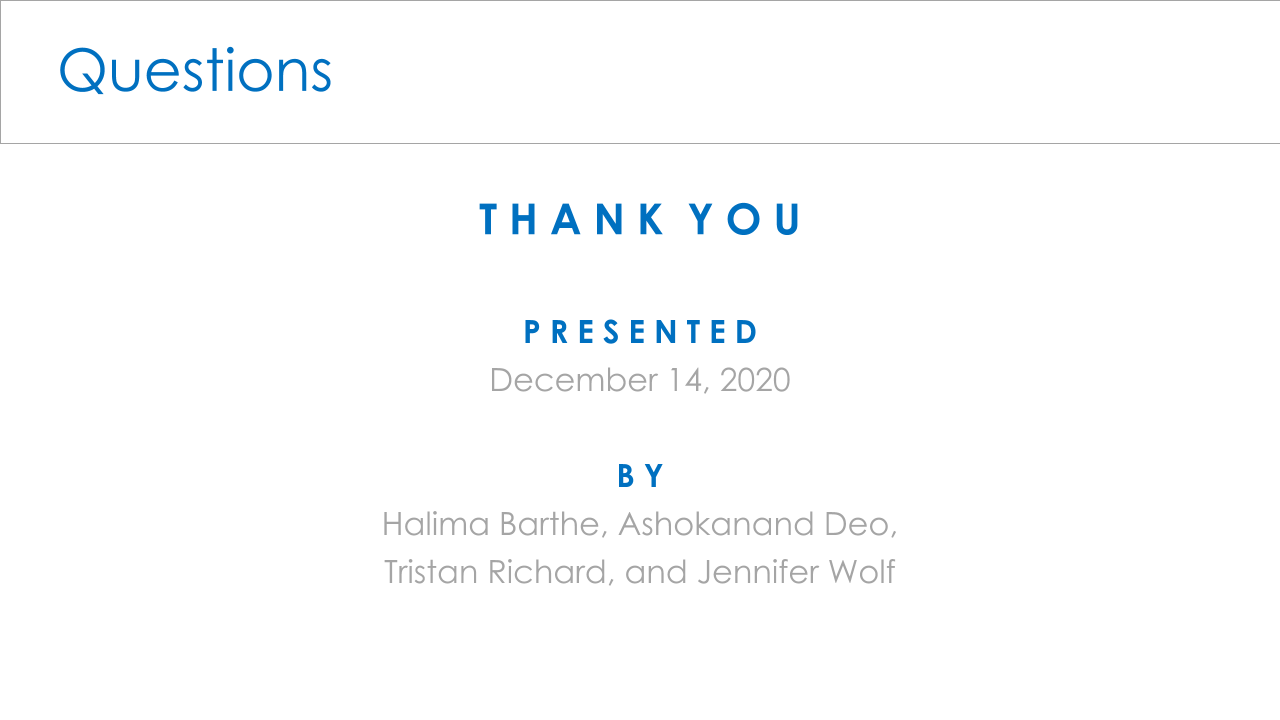 Questions
THANK YOU
PRESENTED
December 14, 2020
BY
Halima Barthe, Ashokanand Deo,
Tristan Richard, and Jennifer Wolf